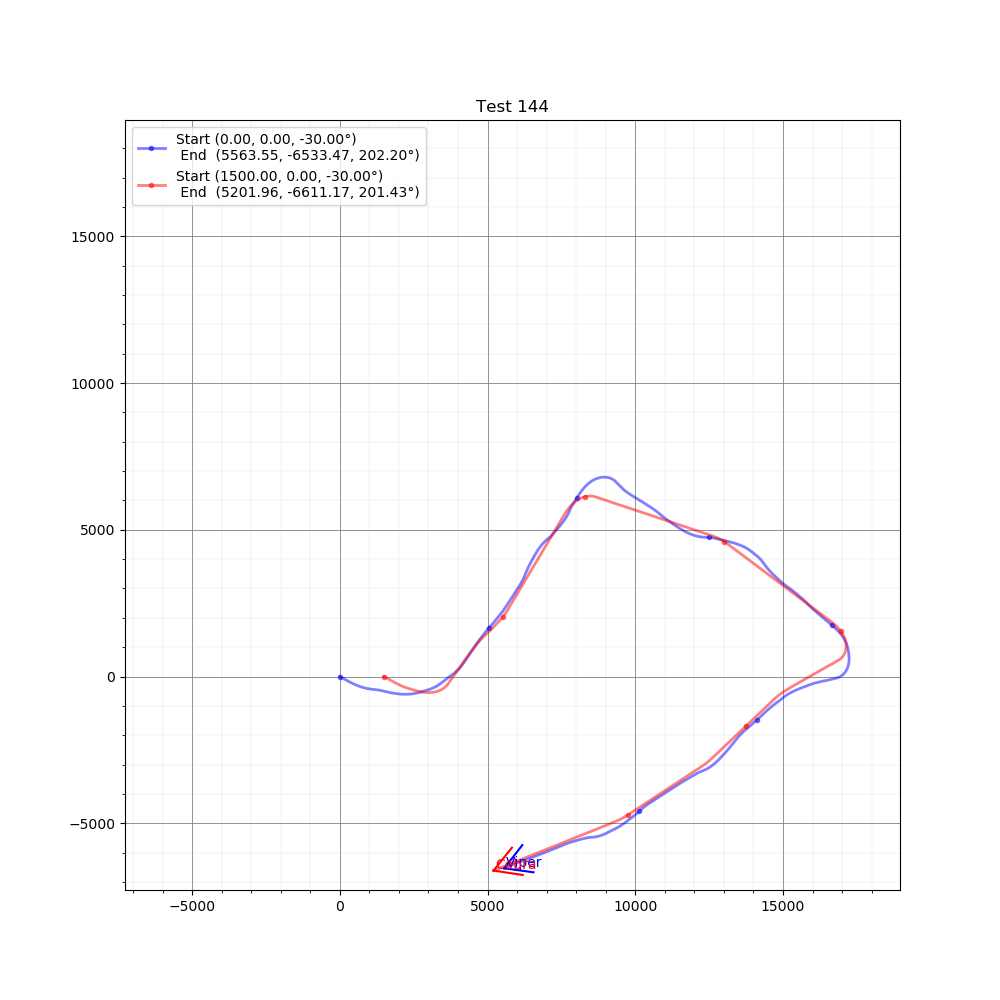 Test 144
Start (0.00, 0.00, -30.00°)
End (5563.55, -6533.47, 202.20°)
Start (1500.00, 0.00, -30.00°)
End (5201.96, -6611.17, 201.43°)
15000
10000
5000
0
−5000
Viper
−5000 0 5000 10000 15000